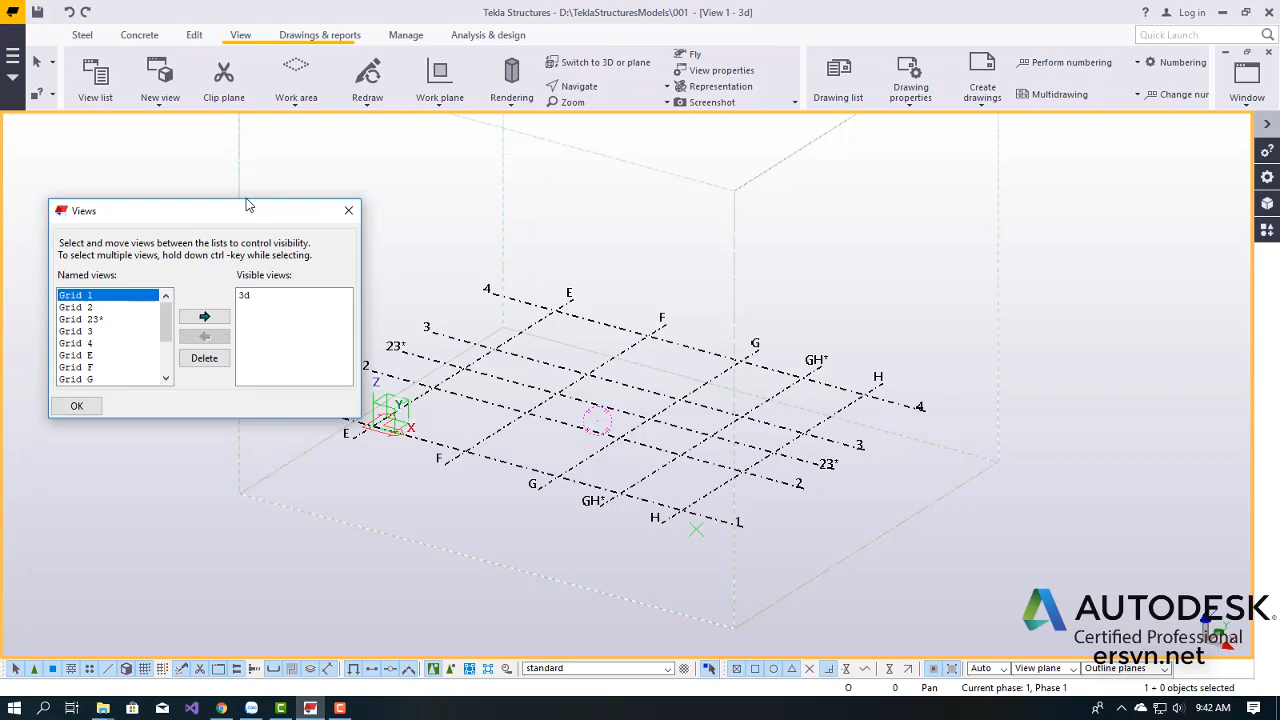 Tekla Structures - D:\TeklaStructuresModels\001 - [View 1 - 3d]
Log in
Steel
Concrete
Edit
View
Drawings & reports
Manage
Analysis & design
Quick Launch
View list
New view
Clip plane
Work area
Redraw
Work plane
Rendering
Switch to 3D or plane
Navigate
Zoom
Fly
View properties
Representation
Screenshot
Drawing list
Drawing properties
Create drawings
Perform numbering
Multidrawing
Numbering
Change num
Window
Views
Select and move views between the lists to control visibility.
To select multiple views, hold down ctrl -key while selecting.
Named views:
Visible views:
Grid 1
Grid 2
Grid 23*
Grid 3
Grid 4
Grid E
Grid F
Grid G
3d
Delete
OK
4
E
3
F
23*
G
2
GH*
H
Z
Y
X
4
E
3
F
23*
G
2
GH*
H
1
AUTODESK
Certified Professional
ersvn.net
standard
Auto
View plane
Outline planes
O
0
Pan
Current phase: 1, Phase 1
1 + 0 objects selected
9:42 AM